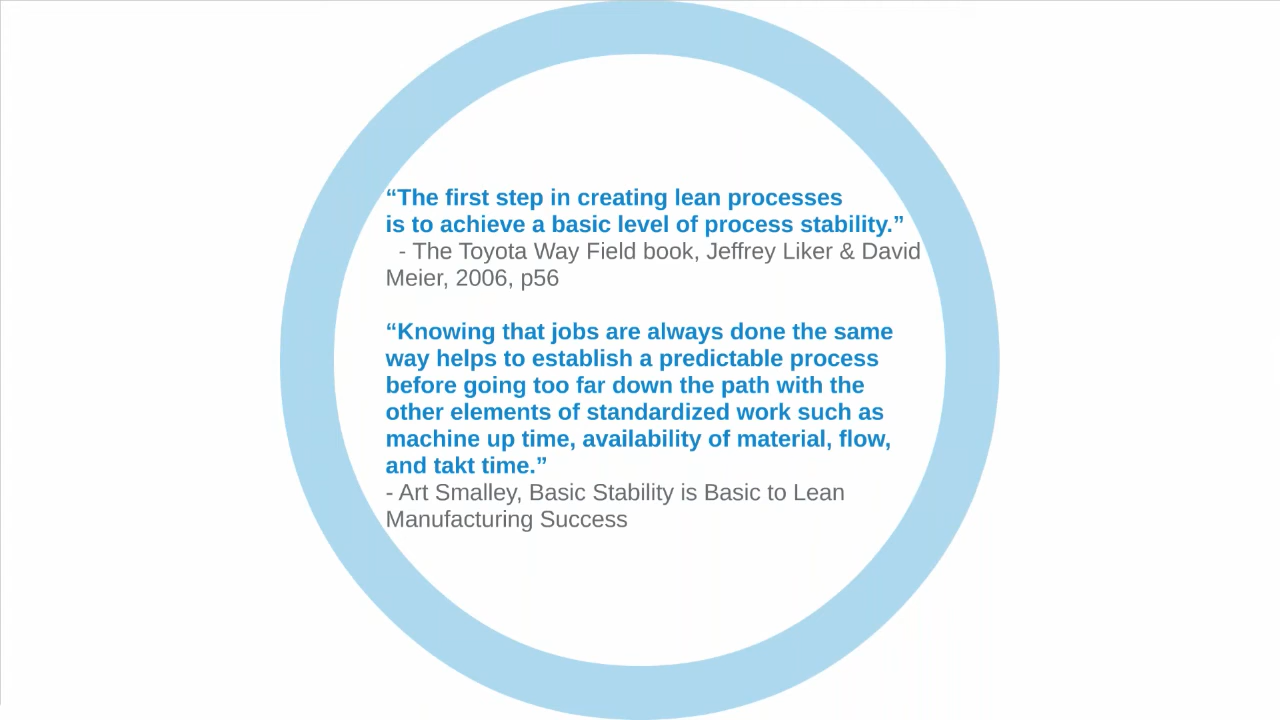 “The first step in creating lean processes
is to achieve a basic level of process stability.”
- The Toyota Way Field book, Jeffrey Liker & David
Meier, 2006, p56
“Knowing that jobs are always done the same
way helps to establish a predictable process
before going too far down the path with the
other elements of standardized work such as
machine up time, availability of material, flow,
and takt time.”
- Art Smalley, Basic Stability is Basic to Lean
Manufacturing Success